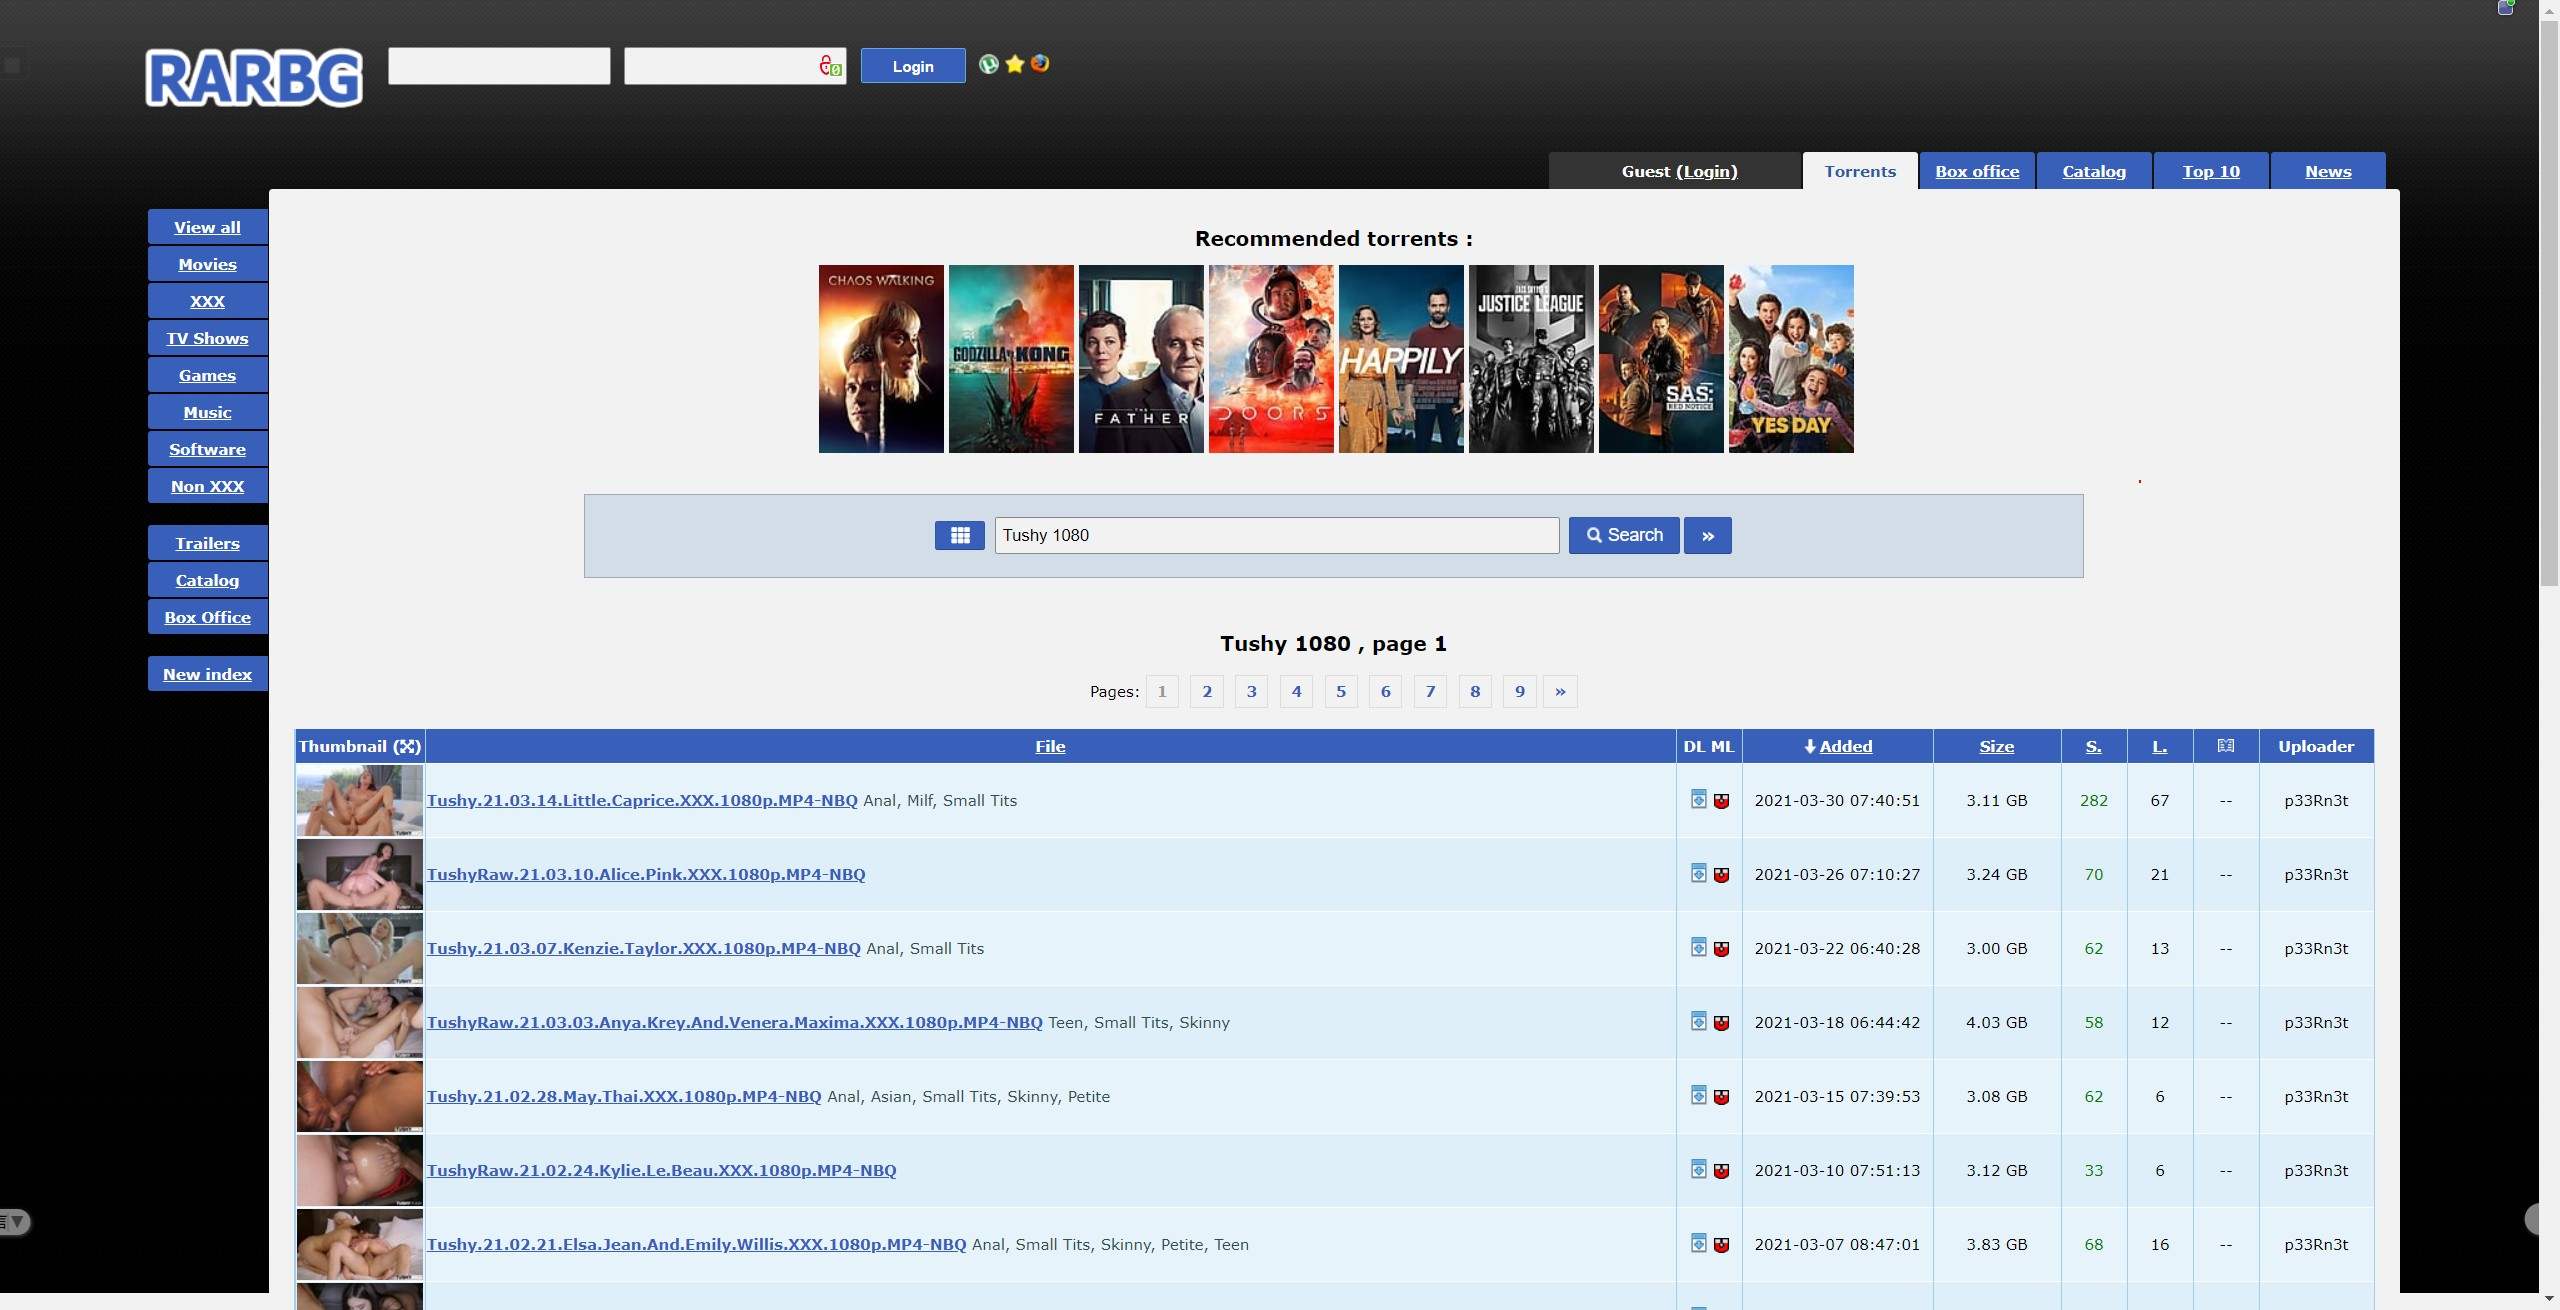 RARBG
Login
Guest (Login)
Torrents
Box office
Catalog
Top 10
News
View all
Movies
XXX
TV Shows
Games
Music
Software
Non XXX
Trailers
Catalog
Box Office
New index
Recommended torrents :
CHAOS WALKING
GODZILLA KONG
THE FATHER
DOORS
HAPPILY
JUSTICE LEAGUE
SAS:
RED NOTICE
YES DAY
Tushy 1080
Search
»
Tushy 1080 , page 1
Pages: 1 2 3 4 5 6 7 8 9 »
Thumbnail File DL ML Added Size S. L. Uploader
Tushy.21.03.14.Little.Caprice.XXX.1080p.MP4-NBQ Anal, Milf, Small Tits 2021-03-30 07:40:51 3.11 GB 282 67 -- p33Rn3t
TushyRaw.21.03.10.Alice.Pink.XXX.1080p.MP4-NBQ 2021-03-26 07:10:27 3.24 GB 70 21 -- p33Rn3t
Tushy.21.03.07.Kenzie.Taylor.XXX.1080p.MP4-NBQ Anal, Small Tits 2021-03-22 06:40:28 3.00 GB 62 13 -- p33Rn3t
TushyRaw.21.03.03.Anya.Krey.And.Venera.Maxima.XXX.1080p.MP4-NBQ Teen, Small Tits, Skinny 2021-03-18 06:44:42 4.03 GB 58 12 -- p33Rn3t
Tushy.21.02.28.May.Thai.XXX.1080p.MP4-NBQ Anal, Asian, Small Tits, Skinny, Petite 2021-03-15 07:39:53 3.08 GB 62 6 -- p33Rn3t
TushyRaw.21.02.24.Kylie.Le.Beau.XXX.1080p.MP4-NBQ 2021-03-10 07:51:13 3.12 GB 33 6 -- p33Rn3t
Tushy.21.02.21.Elsa.Jean.And.Emily.Willis.XXX.1080p.MP4-NBQ Anal, Small Tits, Skinny, Petite, Teen 2021-03-07 08:47:01 3.83 GB 68 16 -- p33Rn3t